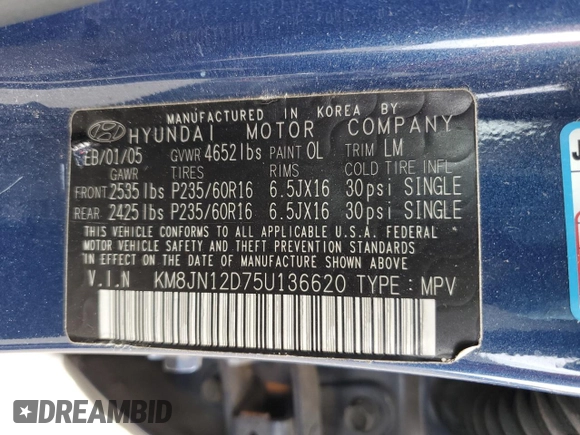 MANUFACTURED IN KOREA BY
HYUNDAI MOTOR COMPANY
EB/01/05 GVWR 4652lbs PAINT OL TRIM LM
GAWR TIRES RIMS COLD TIRE INFL
FRONT 2535lbs P235/60R16 6.5JX16 30psi SINGLE
REAR 2425lbs P235/60R16 6.5JX16 30psi SINGLE
THIS VEHICLE CONFORMS TO ALL APPLICABLE U.S.A. FEDERAL
MOTOR VEHICLE SAFETY, BUMPER, AND THEFT PREVENTION STANDARDS
IN EFFECT ON THE DATE OF MANUFACTURE SHOWN ABOVE
V.I.N KM8JN12D75U136620 TYPE : MPV
DREAMBID